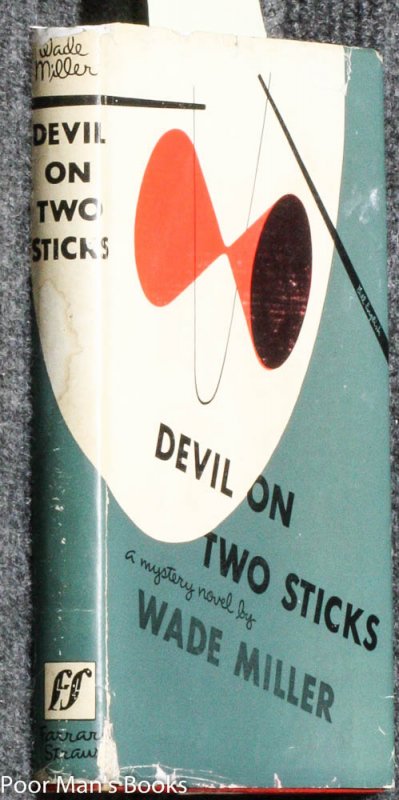 Wade
Miller
DEVIL
ON
TWO
STICKS
fs
Farrar
Straus
DEVIL ON
TWO STICKS
a mystery novel by
WADE MILLER
Poor Man's Books